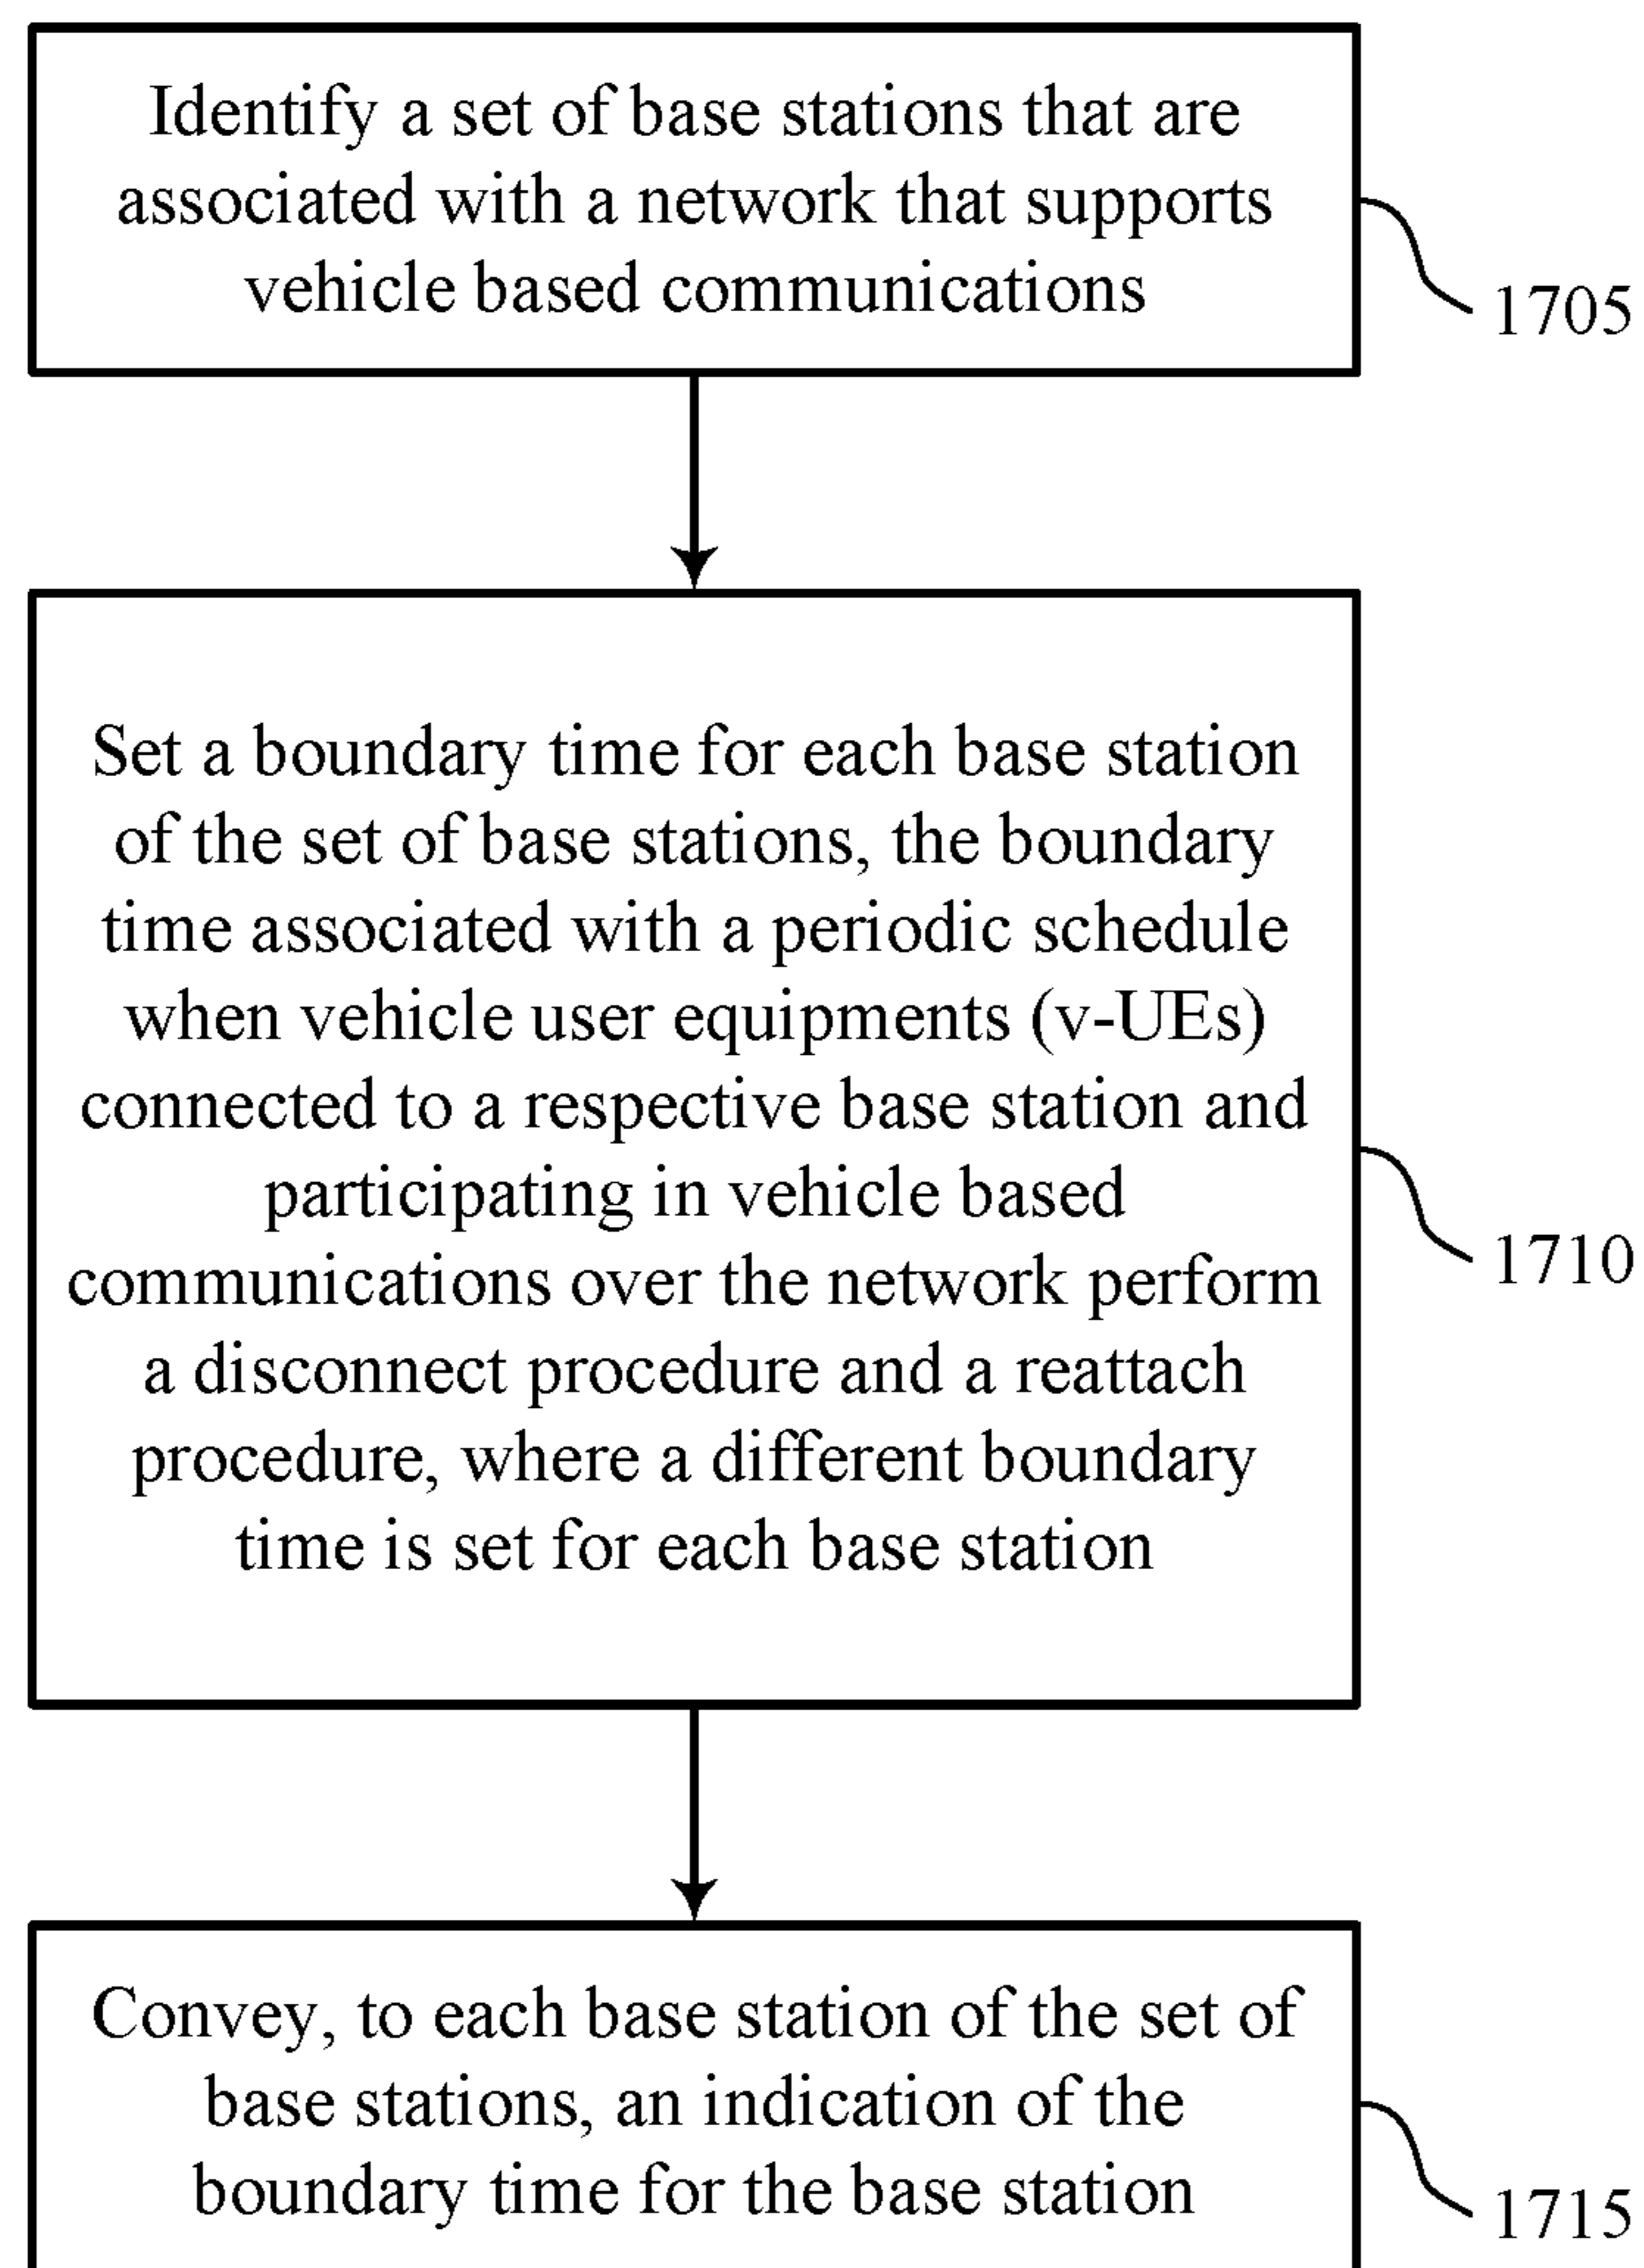 Identify a set of base stations that are
associated with a network that supports
vehicle based communications
1705
Set a boundary time for each base station
of the set of base stations, the boundary
time associated with a periodic schedule
when vehicle user equipments (v-UEs)
connected to a respective base station and
participating in vehicle based
communications over the network perform
a disconnect procedure and a reattach
procedure, where a different boundary
time is set for each base station
1710
Convey, to each base station of the set of
base stations, an indication of the
boundary time for the base station
1715